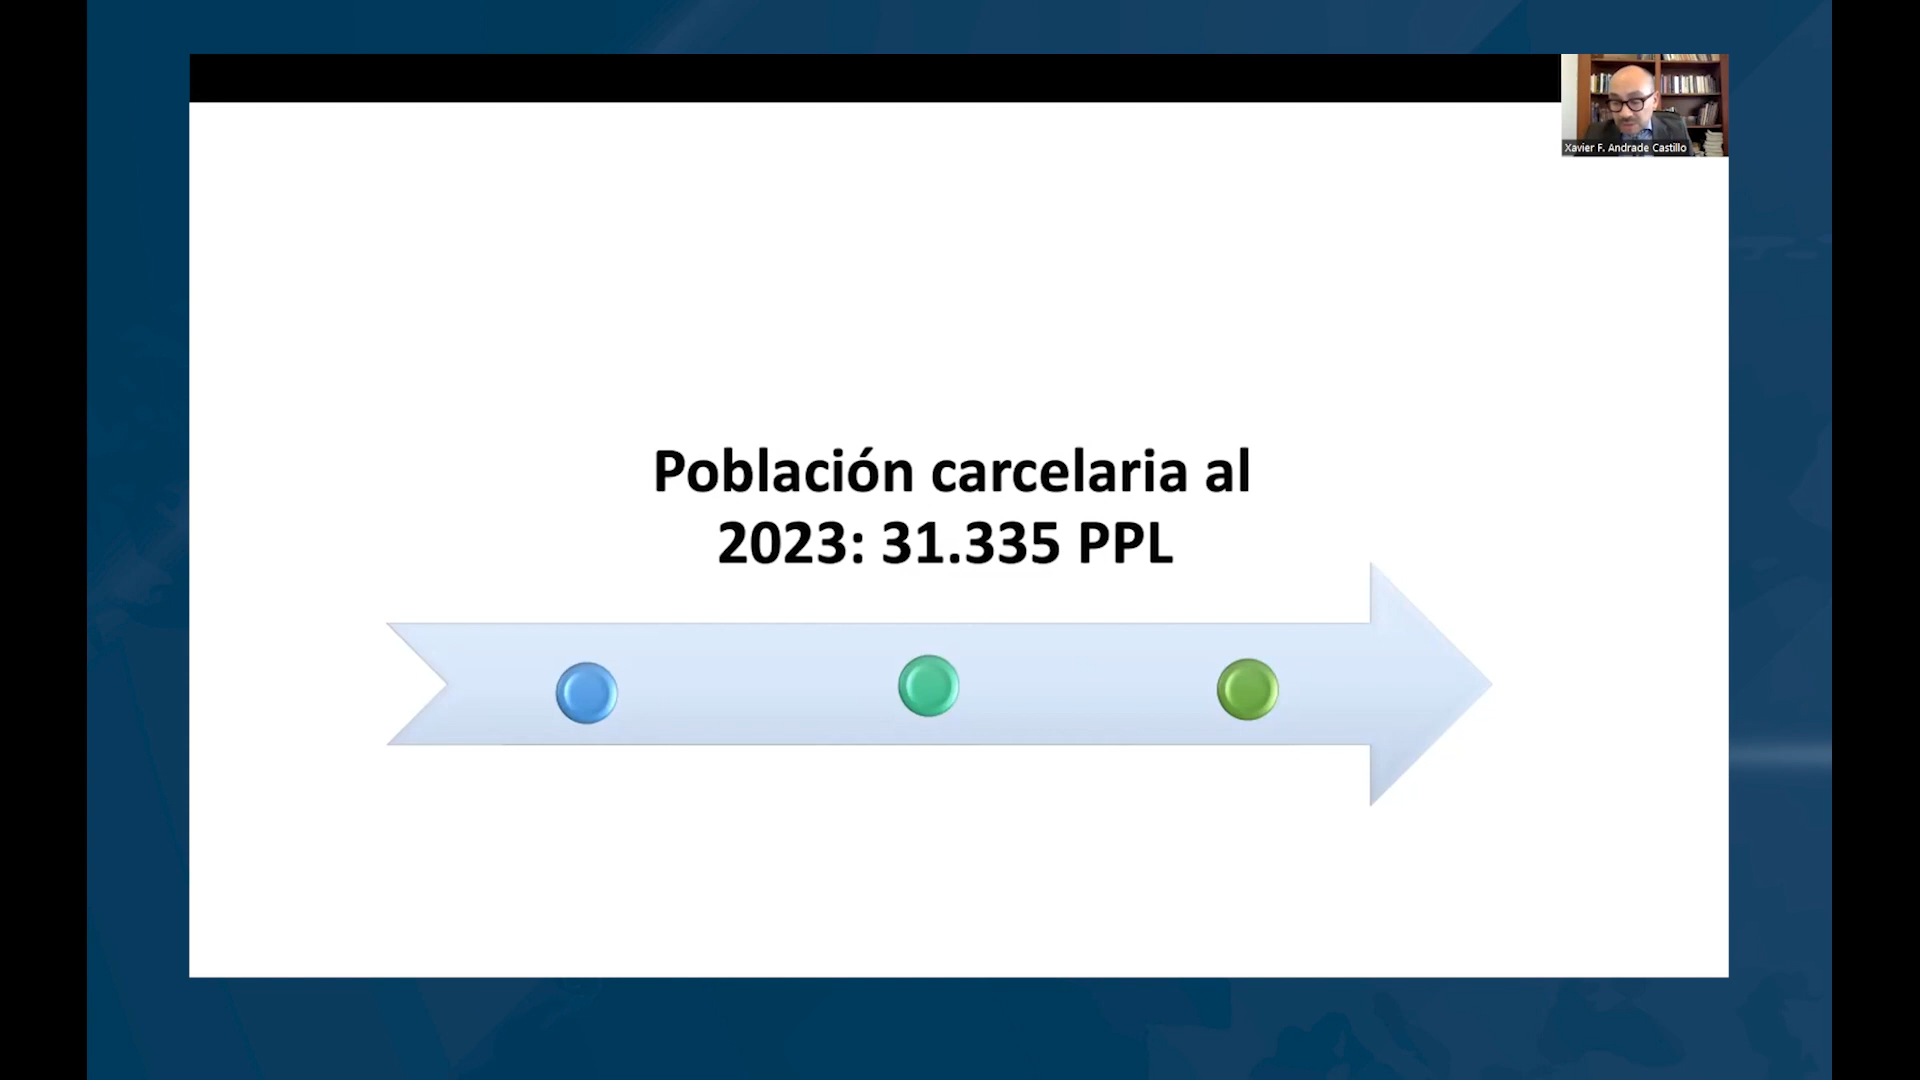 Xavier F. Andrade Castillo
Población carcelaria al
2023: 31.335 PPL